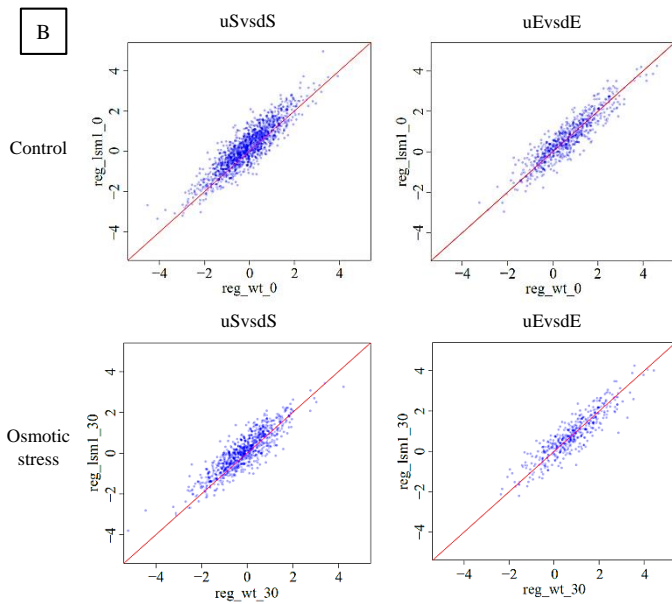 B
uSvsdS
uEvsdE
Control
reg_lsm1_0
4
2
0
−2
−4
−4 −2 0 2 4
reg_wt_0
reg_lsm1_0
4
2
0
−2
−4
−4 −2 0 2 4
reg_wt_0
uSvsdS
uEvsdE
Osmotic
stress
reg_lsm1_30
4
2
0
−2
−4
−4 −2 0 2 4
reg_wt_30
reg_lsm1_30
4
2
0
−2
−4
−4 −2 0 2 4
reg_wt_30